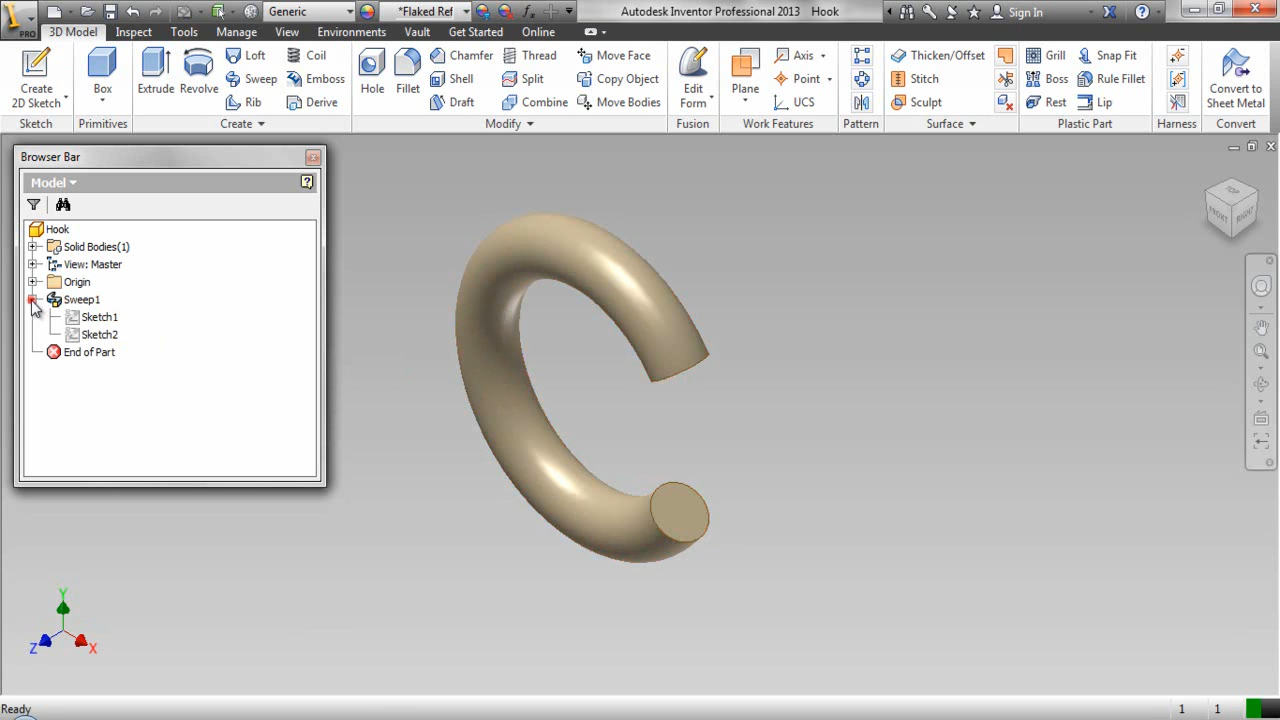 PRO
Generic
*Flaked Ref
fx
Autodesk Inventor Professional 2013 Hook
Sign In
3D Model Inspect Tools Manage View Environments Vault Get Started Online
Create
2D Sketch
Box
Extrude
Revolve
Loft
Coil
Sweep
Emboss
Rib
Derive
Hole
Fillet
Chamfer
Thread
Move Face
Shell
Split
Copy Object
Draft
Combine
Move Bodies
Edit
Form
Plane
Axis
Point
UCS
Thicken/Offset
Stitch
Sculpt
Grill
Snap Fit
Boss
Rule Fillet
Rest
Lip
Convert to
Sheet Metal
Sketch Primitives Create Modify Fusion Work Features Pattern Surface Plastic Part Harness Convert
Browser Bar
Model
Hook
Solid Bodies(1)
View: Master
Origin
Sweep1
Sketch1
Sketch2
End of Part
TOP
FRONT
RIGHT
Y
Z
X
Ready
1 1